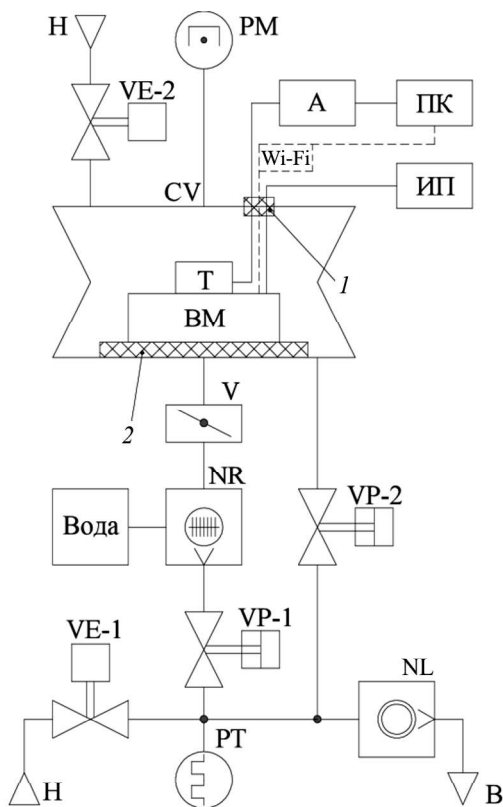 Н
PM
VE-2
А
ПК
Wi-Fi
ИП
CV
1
Т
ВМ
2
V
NR
Вода
VP-2
VE-1
VP-1
NL
PT
Н
В